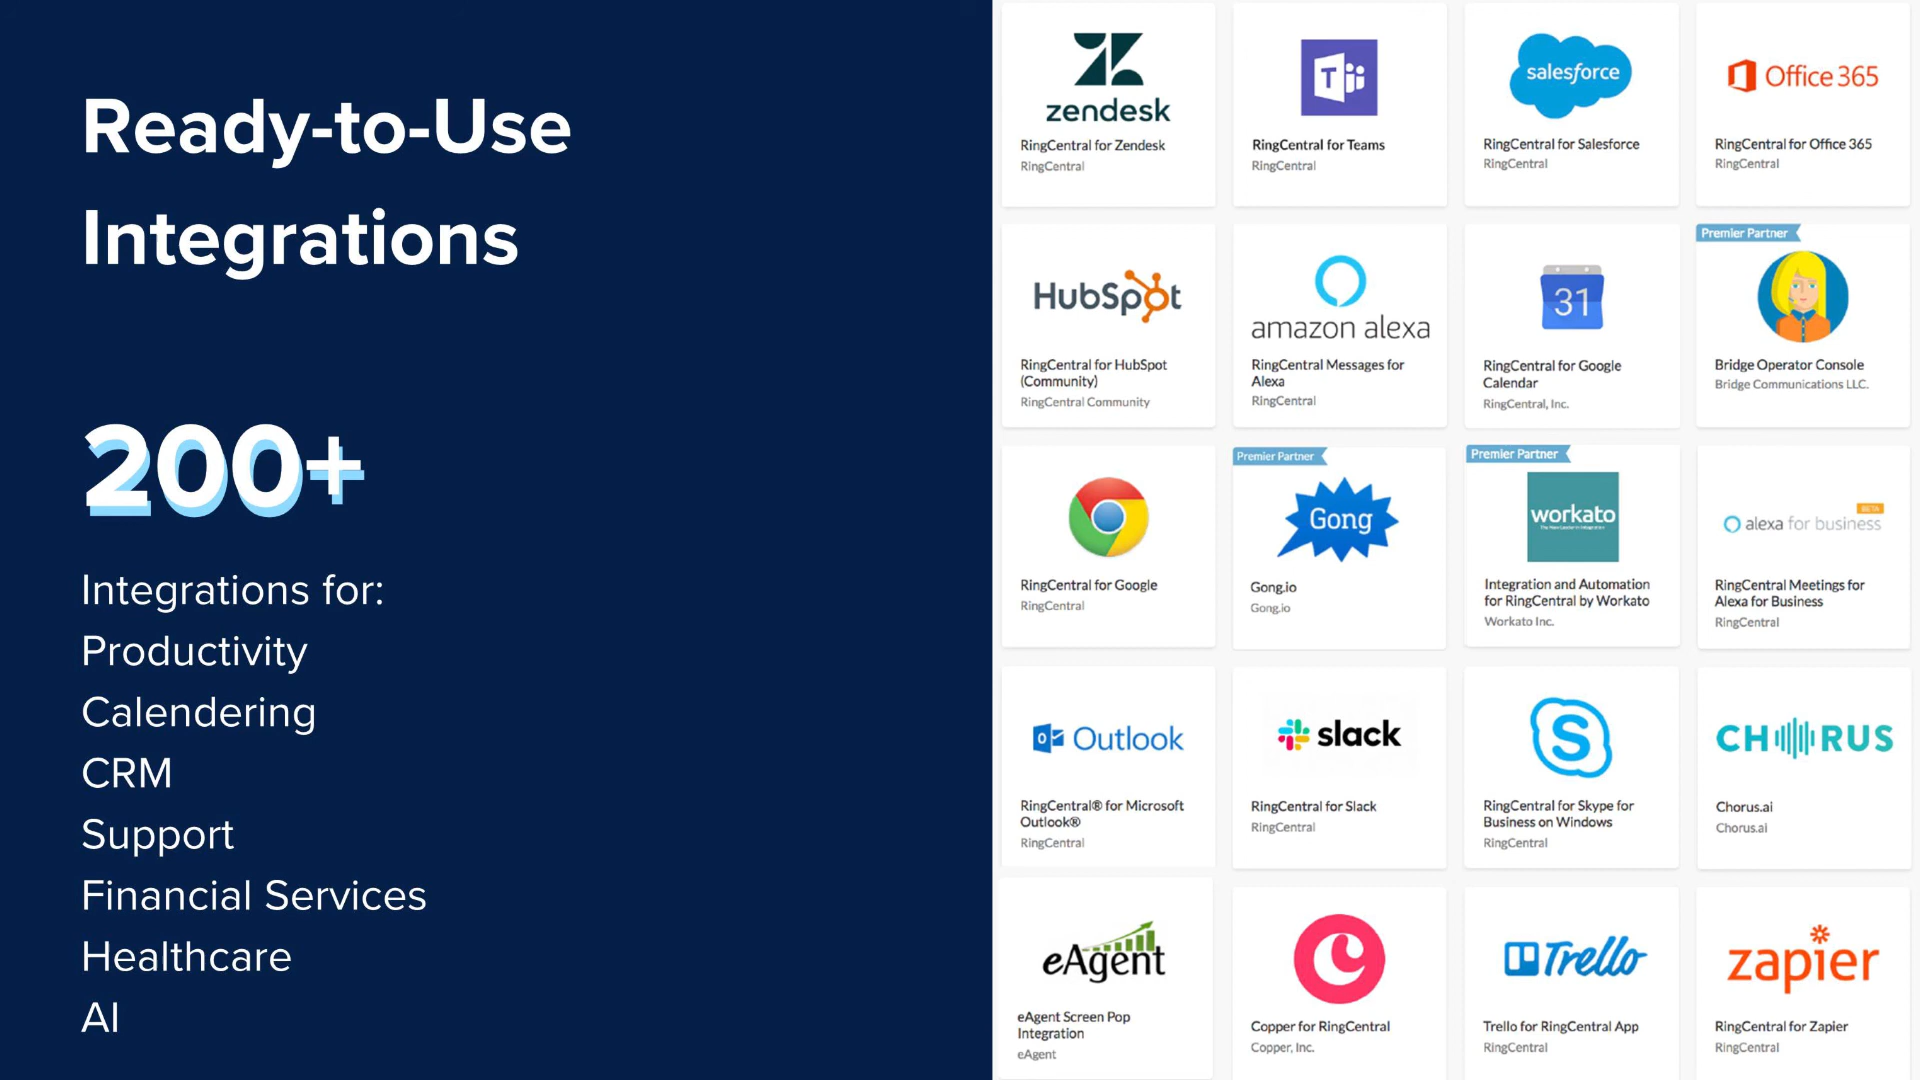 Ready-to-Use
Integrations
200+
Integrations for:
Productivity
Calendering
CRM
Support
Financial Services
Healthcare
AI
zendesk
RingCentral for Zendesk
RingCentral
T
RingCentral for Teams
RingCentral
salesforce
RingCentral for Salesforce
RingCentral
Office 365
RingCentral for Office 365
RingCentral
HubSpot
RingCentral for HubSpot
(Community)
RingCentral Community
amazon alexa
RingCentral Messages for
Alexa
RingCentral
31
RingCentral for Google
Calendar
RingCentral, Inc.
Premier Partner
Bridge Operator Console
Bridge Communications LLC.
RingCentral for Google
RingCentral
Premier Partner
Gong
Gong.io
Gong.io
Premier Partner
workato
Integration and Automation
for RingCentral by Workato
Workato Inc.
BETA
alexa for business
RingCentral Meetings for
Alexa for Business
RingCentral
Outlook
RingCentral® for Microsoft
Outlook®
RingCentral
slack
RingCentral for Slack
RingCentral
S
RingCentral for Skype for
Business on Windows
RingCentral
CHORUS
Chorus.ai
Chorus.ai
eAgent
eAgent Screen Pop
Integration
eAgent
Copper for RingCentral
Copper, Inc.
Trello
Trello for RingCentral App
RingCentral
zapier
RingCentral for Zapier
RingCentral